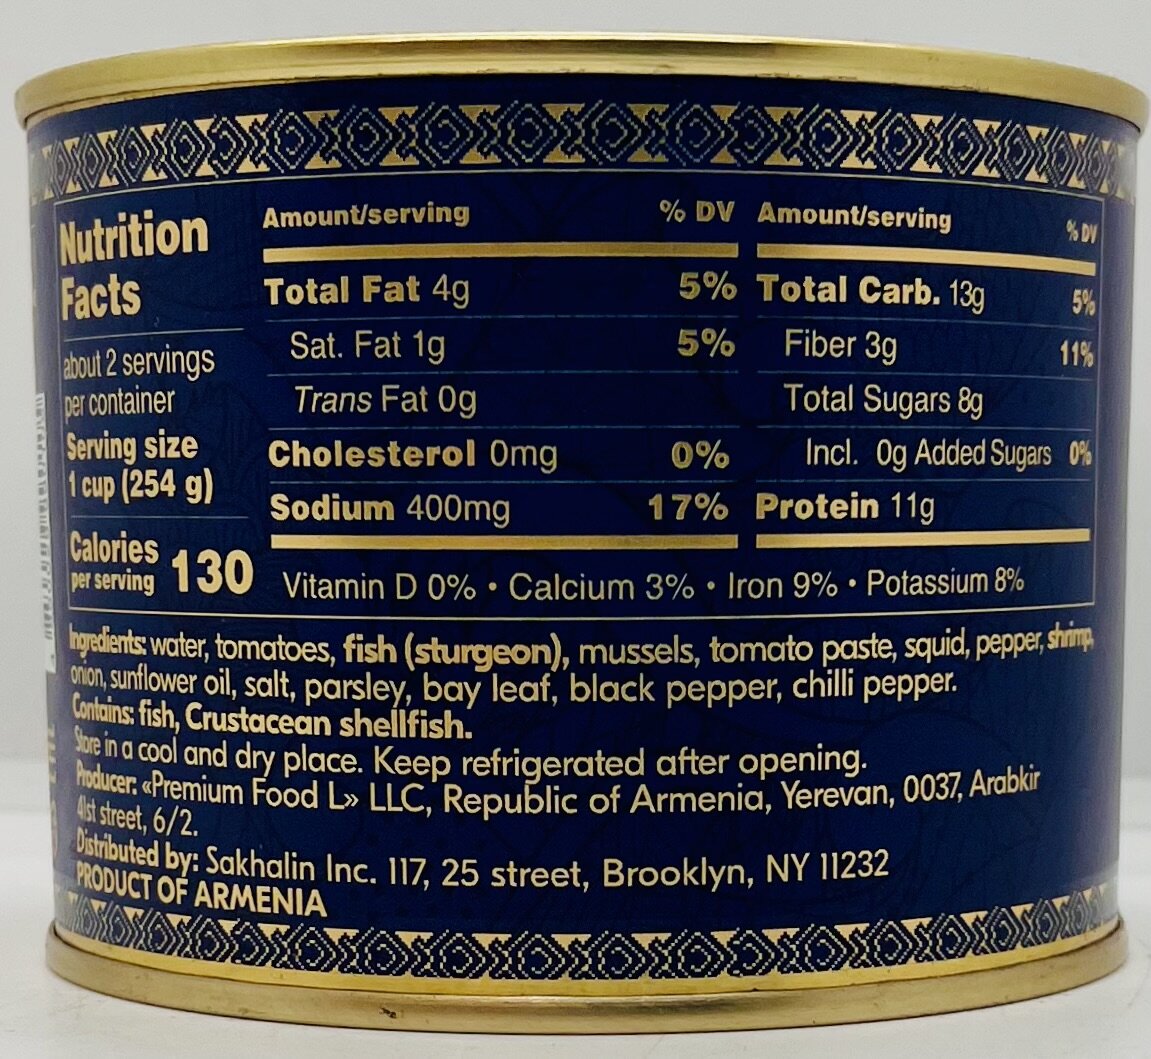 Nutrition
Facts
about 2 servings
per container
Serving size
1 cup (254 g)
Calories
per serving 130
Amount/serving % DV
Total Fat 4g 5%
Sat. Fat 1g 5%
Trans Fat 0g
Cholesterol 0mg 0%
Sodium 400mg 17%
Amount/serving % DV
Total Carb. 13g 5%
Fiber 3g 11%
Total Sugars 8g
Incl. 0g Added Sugars 0%
Protein 11g
Vitamin D 0% • Calcium 3% • Iron 9% • Potassium 8%
Ingredients: water, tomatoes, fish (sturgeon), mussels, tomato paste, squid, pepper, shrimp,
onion, sunflower oil, salt, parsley, bay leaf, black pepper, chilli pepper.
Contains: fish, Crustacean shellfish.
Store in a cool and dry place. Keep refrigerated after opening.
Producer: «Premium Food L» LLC, Republic of Armenia, Yerevan, 0037, Arabkir
41st street, 6/2.
Distributed by: Sakhalin Inc. 117, 25 street, Brooklyn, NY 11232
PRODUCT OF ARMENIA